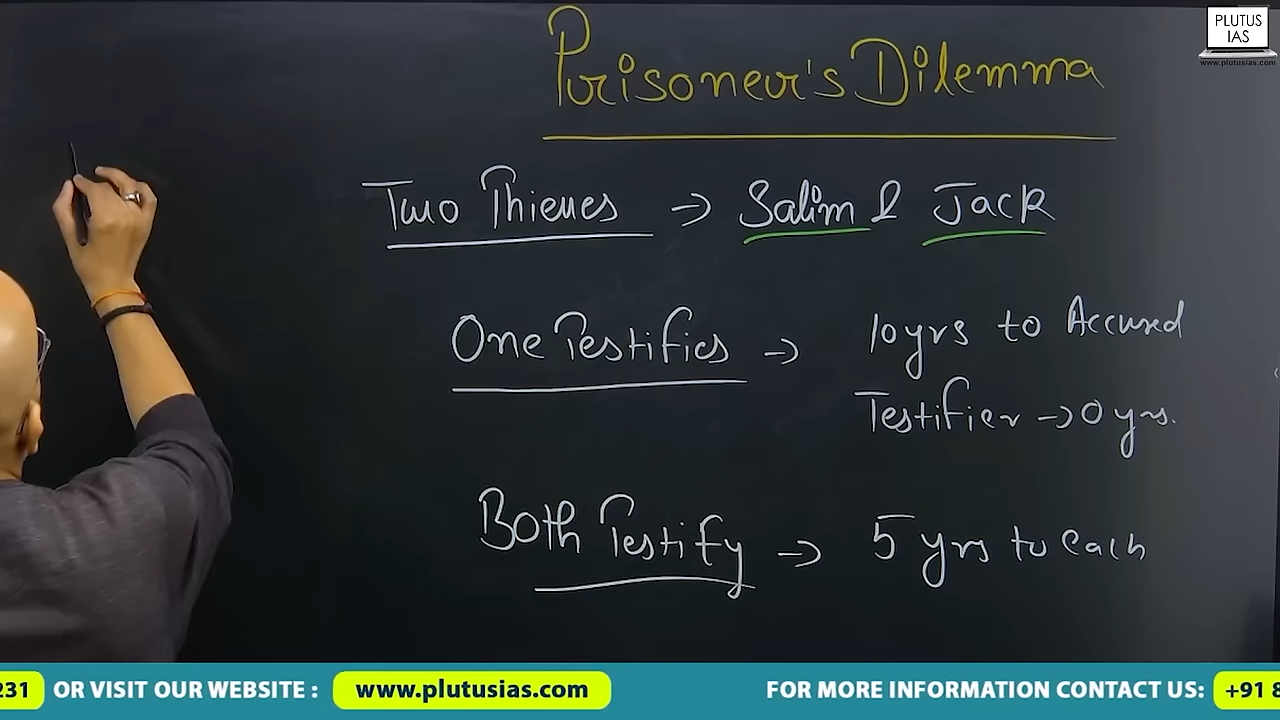 PLUTUS
IAS
www.plutusias.com
Prisoner's Dilemma
Two Thieves → Salim & Jack
One Testifies → 10yrs to Accused
Testifier → 0 yrs.
Both Testify → 5 yrs to each
231 OR VISIT OUR WEBSITE : www.plutusias.com FOR MORE INFORMATION CONTACT US: +91 8